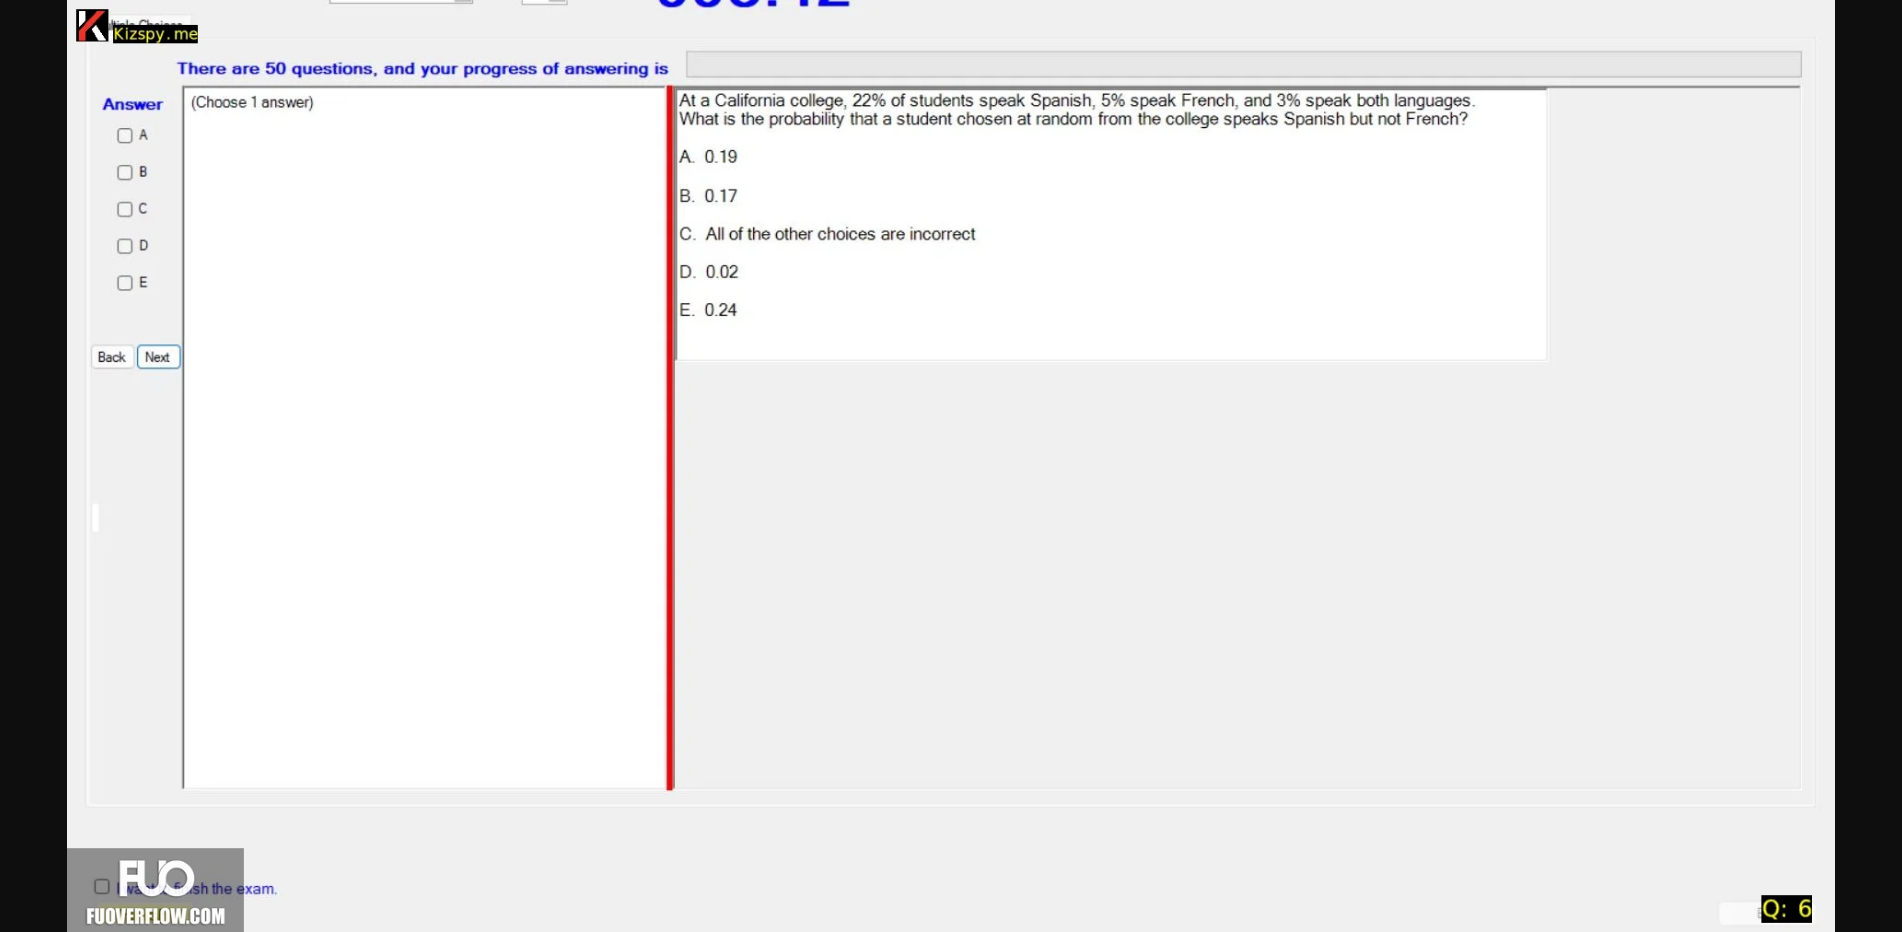 Kizspy.me
There are 50 questions, and your progress of answering is
Answer
(Choose 1 answer)
A
B
C
D
E
Back
Next
At a California college, 22% of students speak Spanish, 5% speak French, and 3% speak both languages.
What is the probability that a student chosen at random from the college speaks Spanish but not French?
A. 0.19
B. 0.17
C. All of the other choices are incorrect
D. 0.02
E. 0.24
FUO
the exam.
FUOVERFLOW.COM
Q: 6